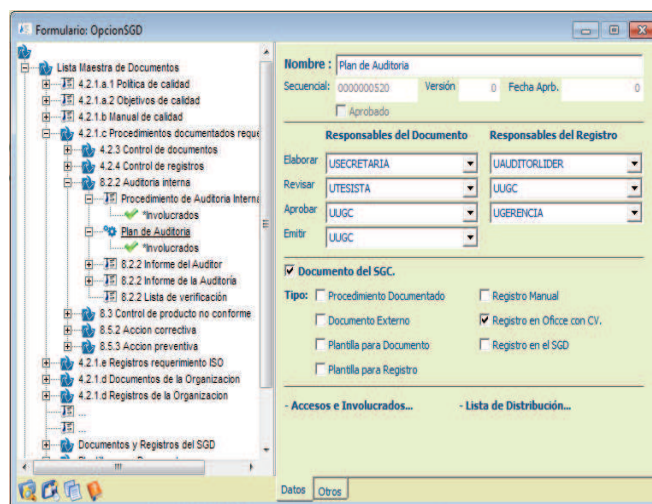 Formulario: OpcionSGD
Lista Maestra de Documentos
4.2.1.a.1 Política de calidad
4.2.1.a.2 Objetivos de calidad
4.2.1.b Manual de calidad
4.2.1.c Procedimientos documentados reque
4.2.3 Control de documentos
4.2.4 Control de registros
8.2.2 Auditoria interna
Procedimiento de Auditoria Interna
*Involucrados
Plan de Auditoria
*Involucrados
8.2.2 Informe del Auditor
8.2.2 Informe de la Auditoría
8.2.2 Lista de verificación
8.3 Control de producto no conforme
8.5.2 Accion correctiva
8.5.3 Accion preventiva
4.2.1.e Registros requerimiento ISO
4.2.1.d Documentos de la Organizacion
4.2.1.d Registros de la Organizacion
...
...
Documentos y Registros del SGD
Nombre : Plan de Auditoria
Secuencial: 0000000520 Versión 0 Fecha Aprb. 0
Aprobado
Responsables del Documento Responsables del Registro
Elaborar USECRETARIA UAUDITORLIDER
Revisar UTESISTA UUGC
Aprobar UUGC UGERENCIA
Emitir UUGC
Documento del SGC.
Tipo: Procedimiento Documentado Registro Manual
Documento Externo Registro en Oficce con CV.
Plantilla para Documento Registro en el SGD
Plantilla para Registro
- Accesos e Involucrados... - Lista de Distribución...
Datos Otros